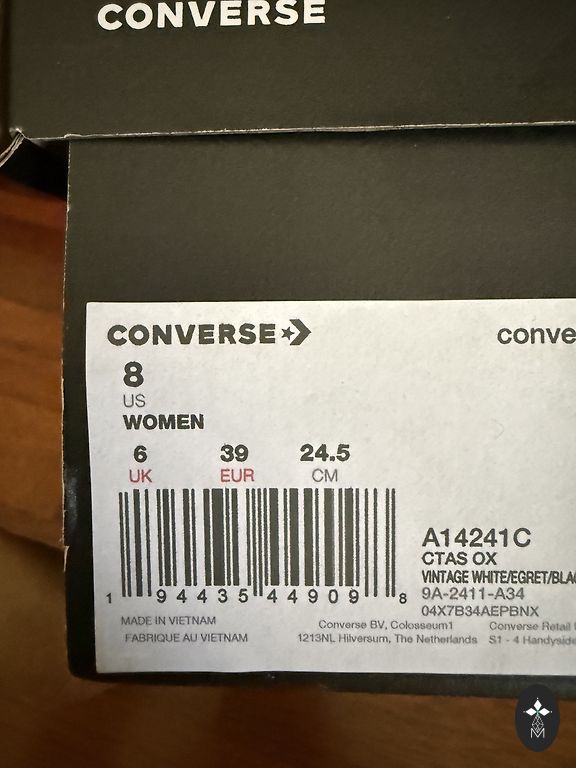 CONVERSE
CONVERSE
conve
8
US
WOMEN
6 39 24.5
UK EUR CM
A14241C
CTAS OX
VINTAGE WHITE/EGRET/BLA
9A-2411-A34
04X7B34AEPBNX
1 94435 44909 8
MADE IN VIETNAM
FABRIQUE AU VIETNAM
Converse BV, Colosseum1
1213NL Hilversum, The Netherlands
Converse Retail
S1 - 4 Handyside
M